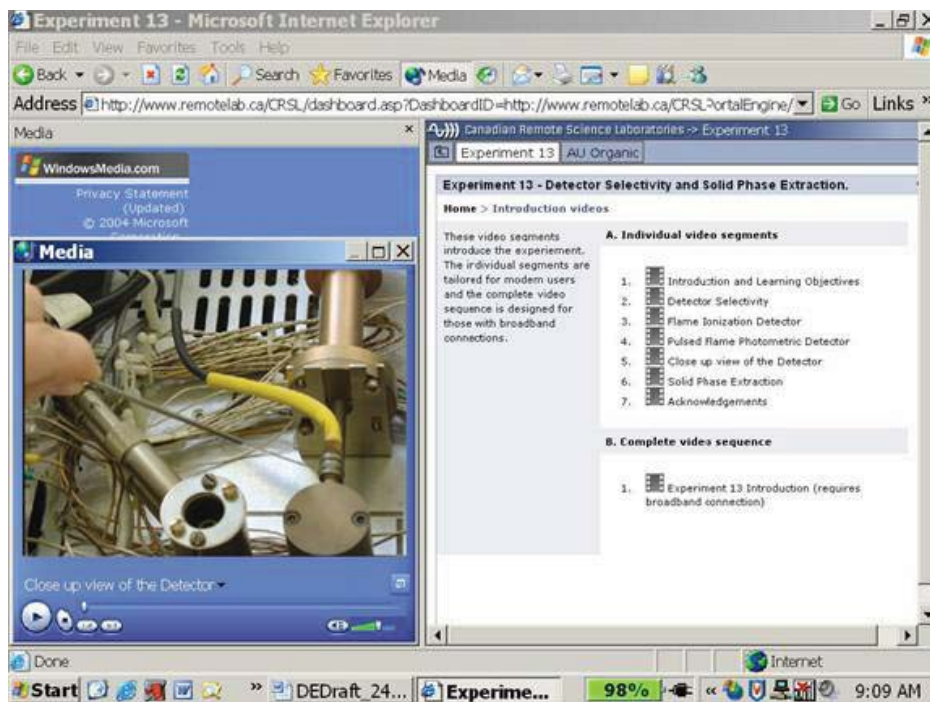 Experiment 13 - Microsoft Internet Explorer
File Edit View Favorites Tools Help
Back Search Favorites Media
Address http://www.remotelab.ca/CRSL/dashboard.asp?DashboardID=http://www.remotelab.ca/CRSLPortalEngine/ Go Links »
Media ×
WindowsMedia.com
Privacy Statement
(Updated)
© 2004 Microsoft
Corporation
Media
Close up view of the Detector
Canadian Remote Science Laboratories -> Experiment 13
Experiment 13 AU Organic
Experiment 13 - Detector Selectivity and Solid Phase Extraction.
Home > Introduction videos
These video segments
introduce the experiement.
The individual segments are
tailored for modem users
and the complete video
sequence is designed for
those with broadband
connections.
A. Individual video segments
1. Introduction and Learning Objectives
2. Detector Selectivity
3. Flame Ionization Detector
4. Pulsed Flame Photometric Detector
5. Close up view of the Detector
6. Solid Phase Extraction
7. Acknowledgements
B. Complete video sequence
1. Experiment 13 Introduction (requires
broadband connection)
Done Internet
Start » DEDraft_24... Experime... 98% « 9:09 AM